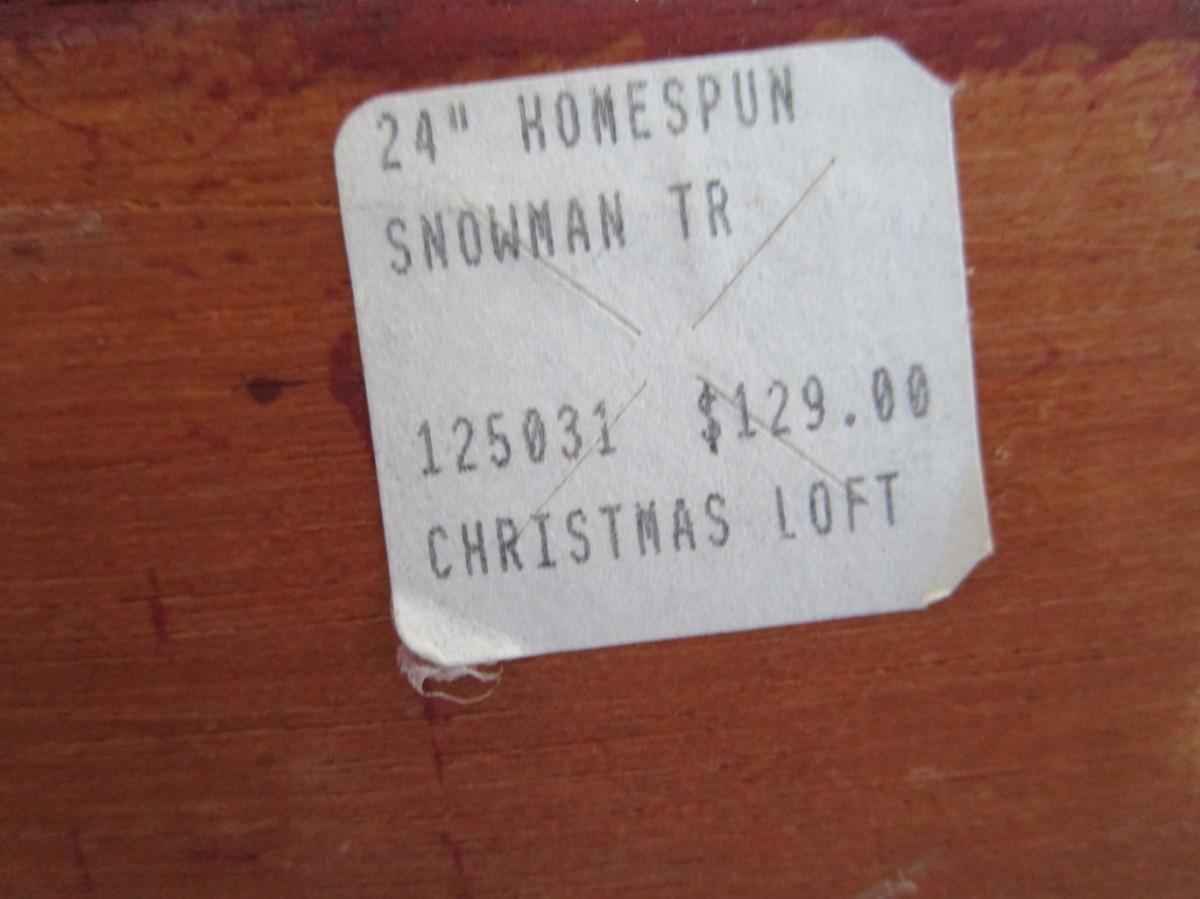 24" HOMESPUN
SNOWMAN TR
125031 $129.00
CHRISTMAS LOFT